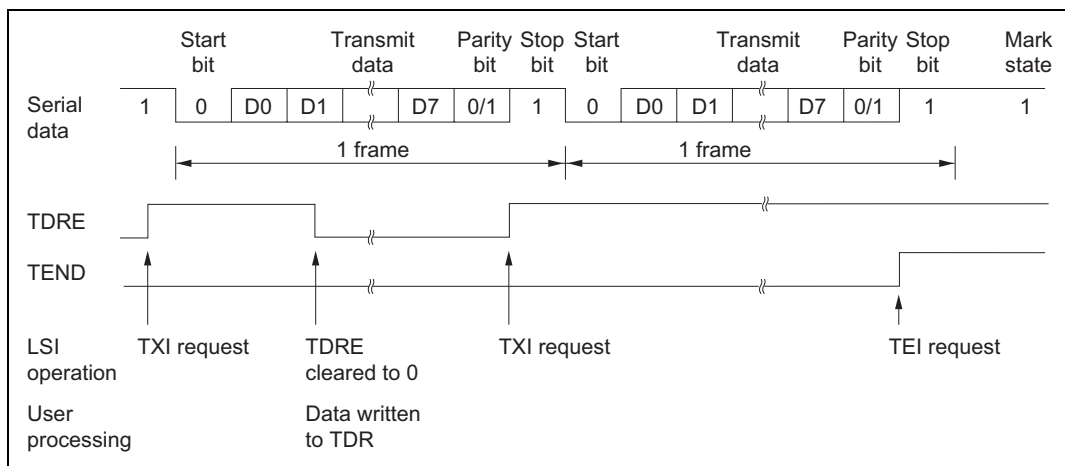 Start bit
Transmit data
Parity bit
Stop bit
Start bit
Transmit data
Parity bit
Stop bit
Mark state
Serial data
1 0 D0 D1 D7 0/1 1 0 D0 D1 D7 0/1 1 1
1 frame 1 frame
TDRE
TEND
LSI operation
TXI request
TDRE cleared to 0
TXI request
TEI request
User processing
Data written to TDR